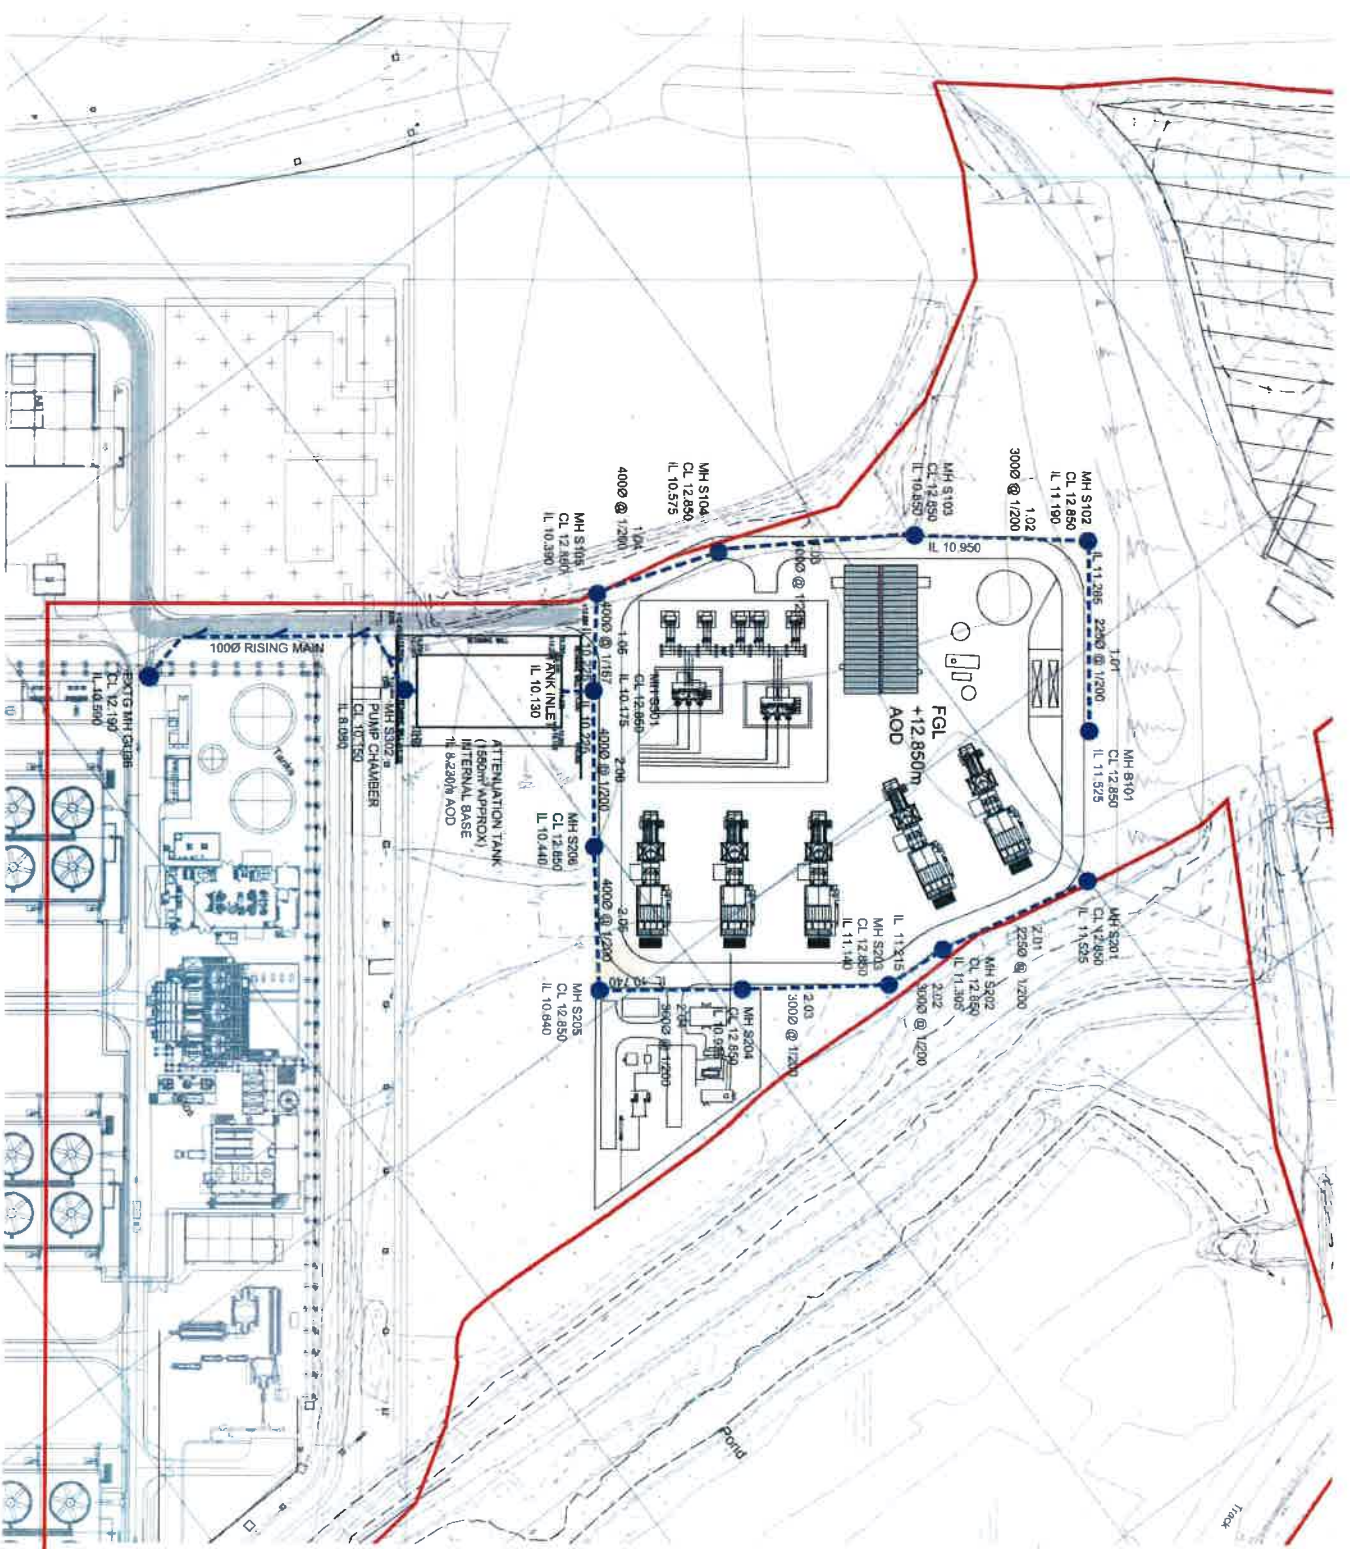 MH S102
CL 12.850
IL 11.190
1.02
300Ø @ 1/200
IL 11.285
225Ø @ 1/200
1.01
MH S101
CL 12.850
IL 11.525
MH S103
CL 12.850
IL 10.850
IL 10.950
MH S104
CL 12.850
IL 10.575
1.04
400Ø @ 1/200
MH S105
CL 12.850
IL 10.390
400Ø @ 1/167
1.05
IL 10.175
MH S301
CL 12.850
TANK INLET
IL 10.130
FGL
+12.850m
AOD
MH S201
CL 12.850
IL 11.525
2.01
225Ø @ 1/200
MH S202
CL 12.850
IL 11.305
2.02
300Ø @ 1/200
IL 11.215
MH S203
CL 12.850
IL 11.140
2.03
300Ø @ 1/200
MH S204
CL 12.850
2.04
300Ø @ 1/200
MH S205
CL 12.850
IL 10.640
2.05
400Ø @ 1/200
MH S206
CL 12.850
IL 10.440
2.06
400Ø @ 1/200
ATTENUATION TANK
(1550m³ APPROX)
INTERNAL BASE
MH S302
PUMP CHAMBER
CL 10.150
IL 8.080
100Ø RISING MAIN
CL 12.190
IL 10.590
Tanks
Pond
Track